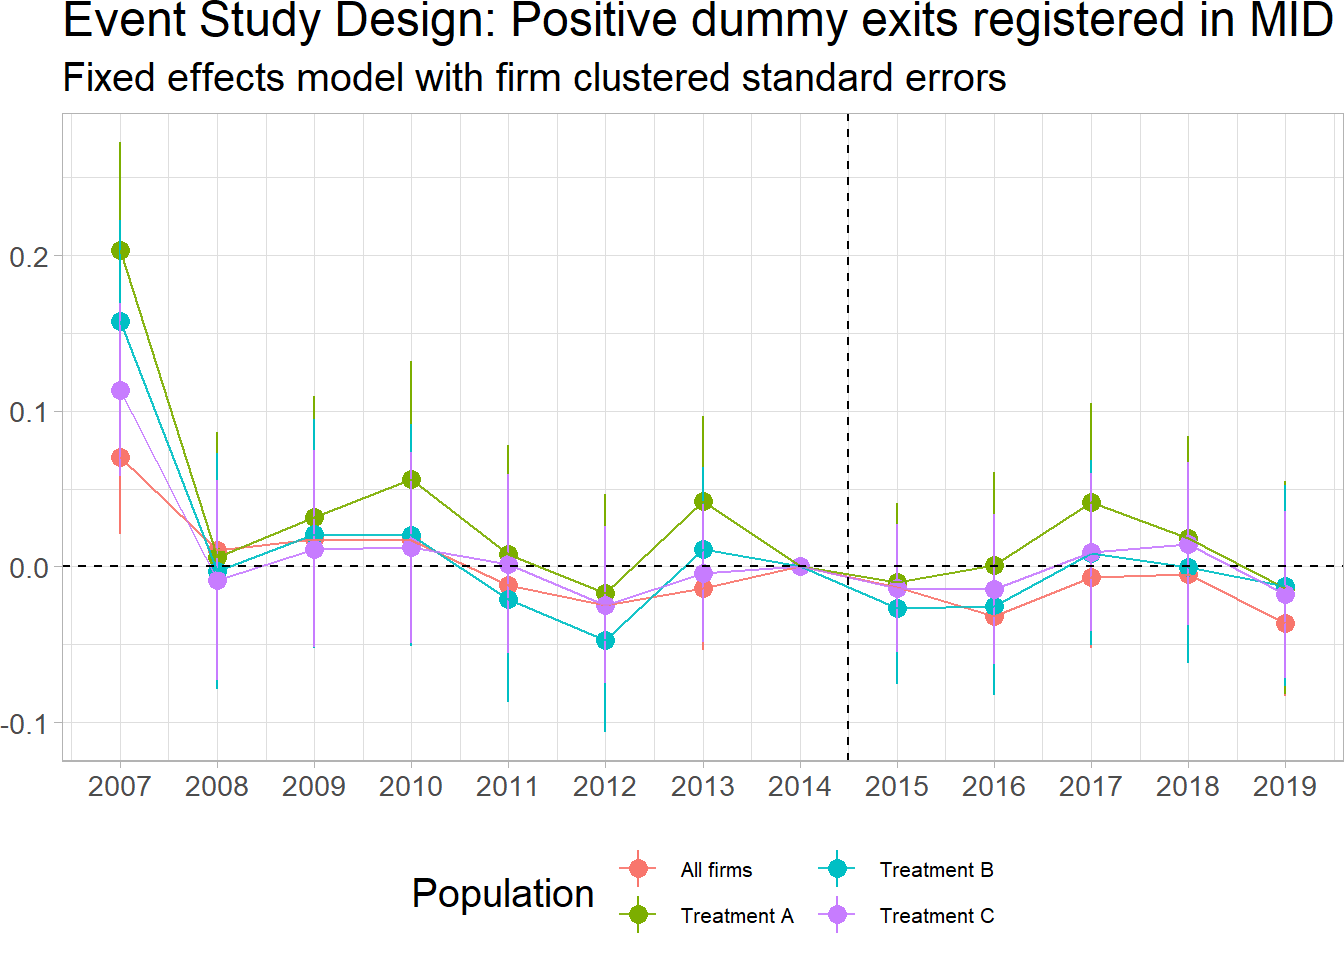 Event Study Design: Positive dummy exits registered in MID
Fixed effects model with firm clustered standard errors
0.2
0.1
0.0
-0.1
2007 2008 2009 2010 2011 2012 2013 2014 2015 2016 2017 2018 2019
Population
All firms
Treatment A
Treatment B
Treatment C